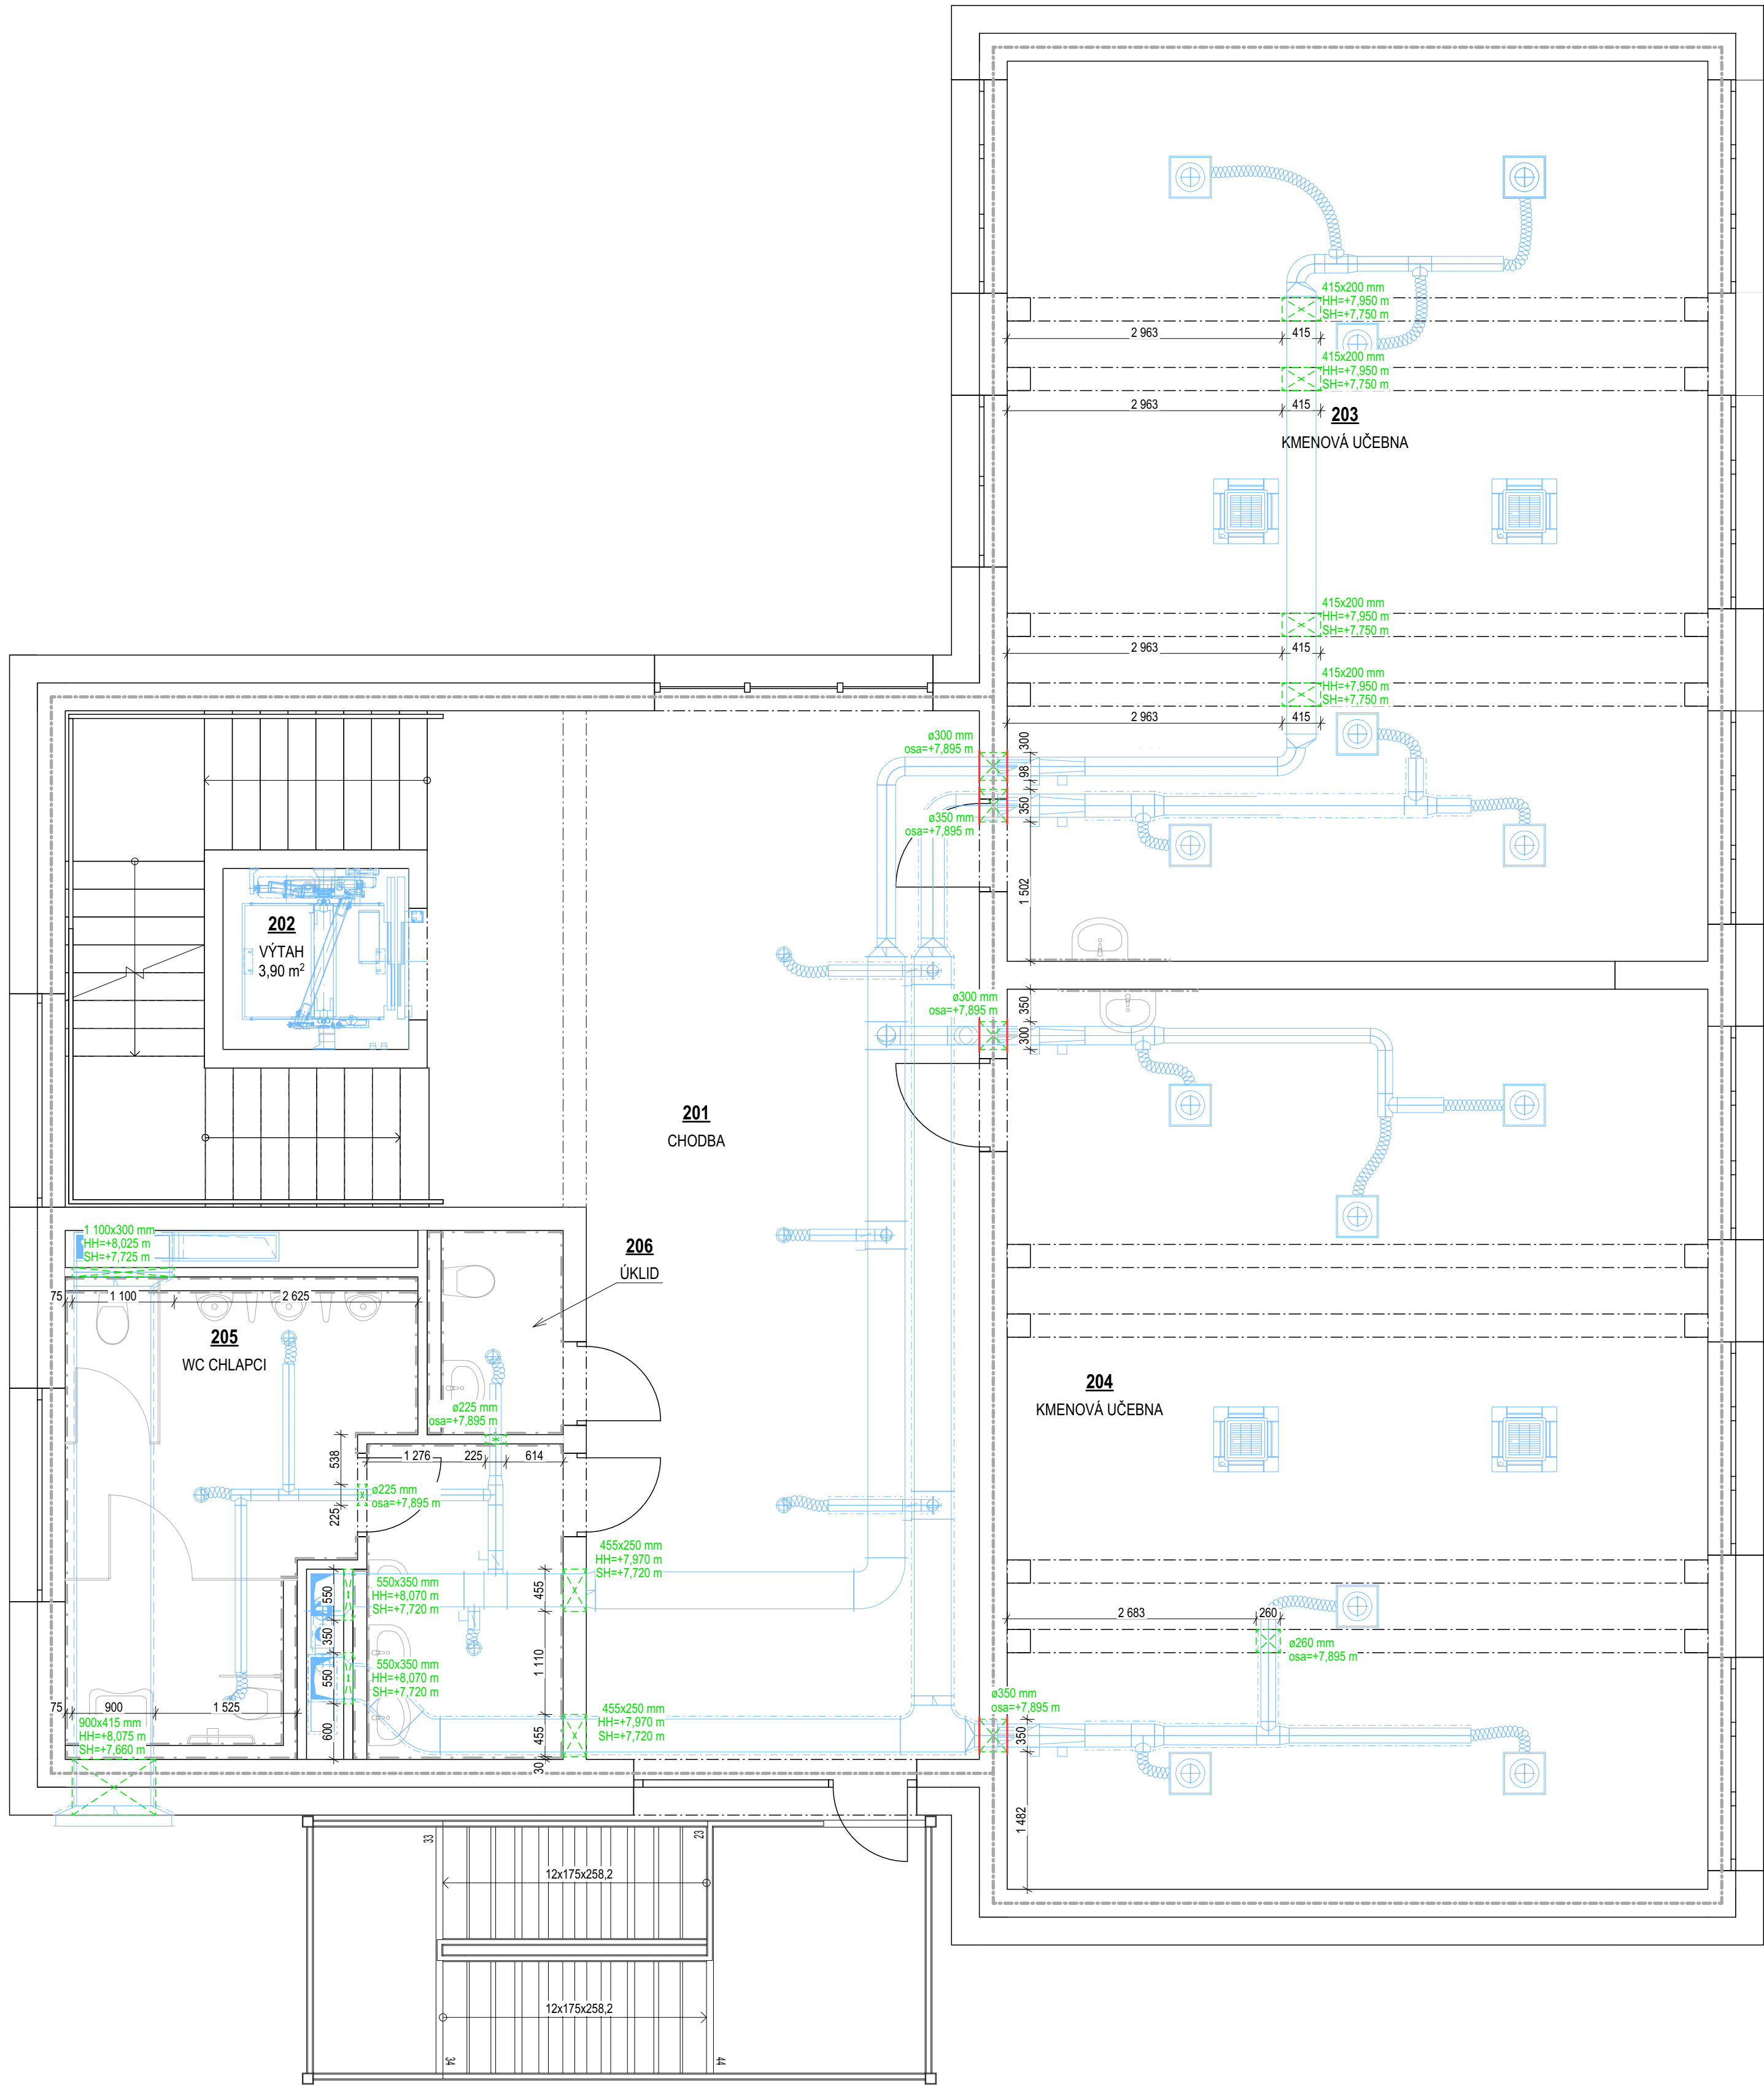 415x200 mm
HH=+7,950 m
SH=+7,750 m
2 963
415
415x200 mm
HH=+7,950 m
SH=+7,750 m
2 963
415
203
KMENOVÁ UČEBNA
415x200 mm
HH=+7,950 m
SH=+7,750 m
2 963
415
415x200 mm
HH=+7,950 m
SH=+7,750 m
2 963
415
ø300 mm
osa=+7,895 m
300
98
350
ø350 mm
osa=+7,895 m
1 502
202
VÝTAH
3,90 m²
ø300 mm
osa=+7,895 m
350
300
201
CHODBA
1 100x300 mm
HH=+8,025 m
SH=+7,725 m
206
ÚKLID
75
1 100
2 625
205
WC CHLAPCI
204
KMENOVÁ UČEBNA
ø225 mm
osa=+7,895 m
538
1 276
225
614
ø225 mm
osa=+7,895 m
225
455x250 mm
HH=+7,970 m
SH=+7,720 m
550x350 mm
HH=+8,070 m
SH=+7,720 m
550
455
350
2 683
260
ø260 mm
osa=+7,895 m
550x350 mm
HH=+8,070 m
SH=+7,720 m
550
1 110
75
900
1 525
900x415 mm
HH=+8,075 m
SH=+7,660 m
600
455x250 mm
HH=+7,970 m
SH=+7,720 m
455
30
ø350 mm
osa=+7,895 m
350
1 482
33
23
12x175x258,2
12x175x258,2
34
44